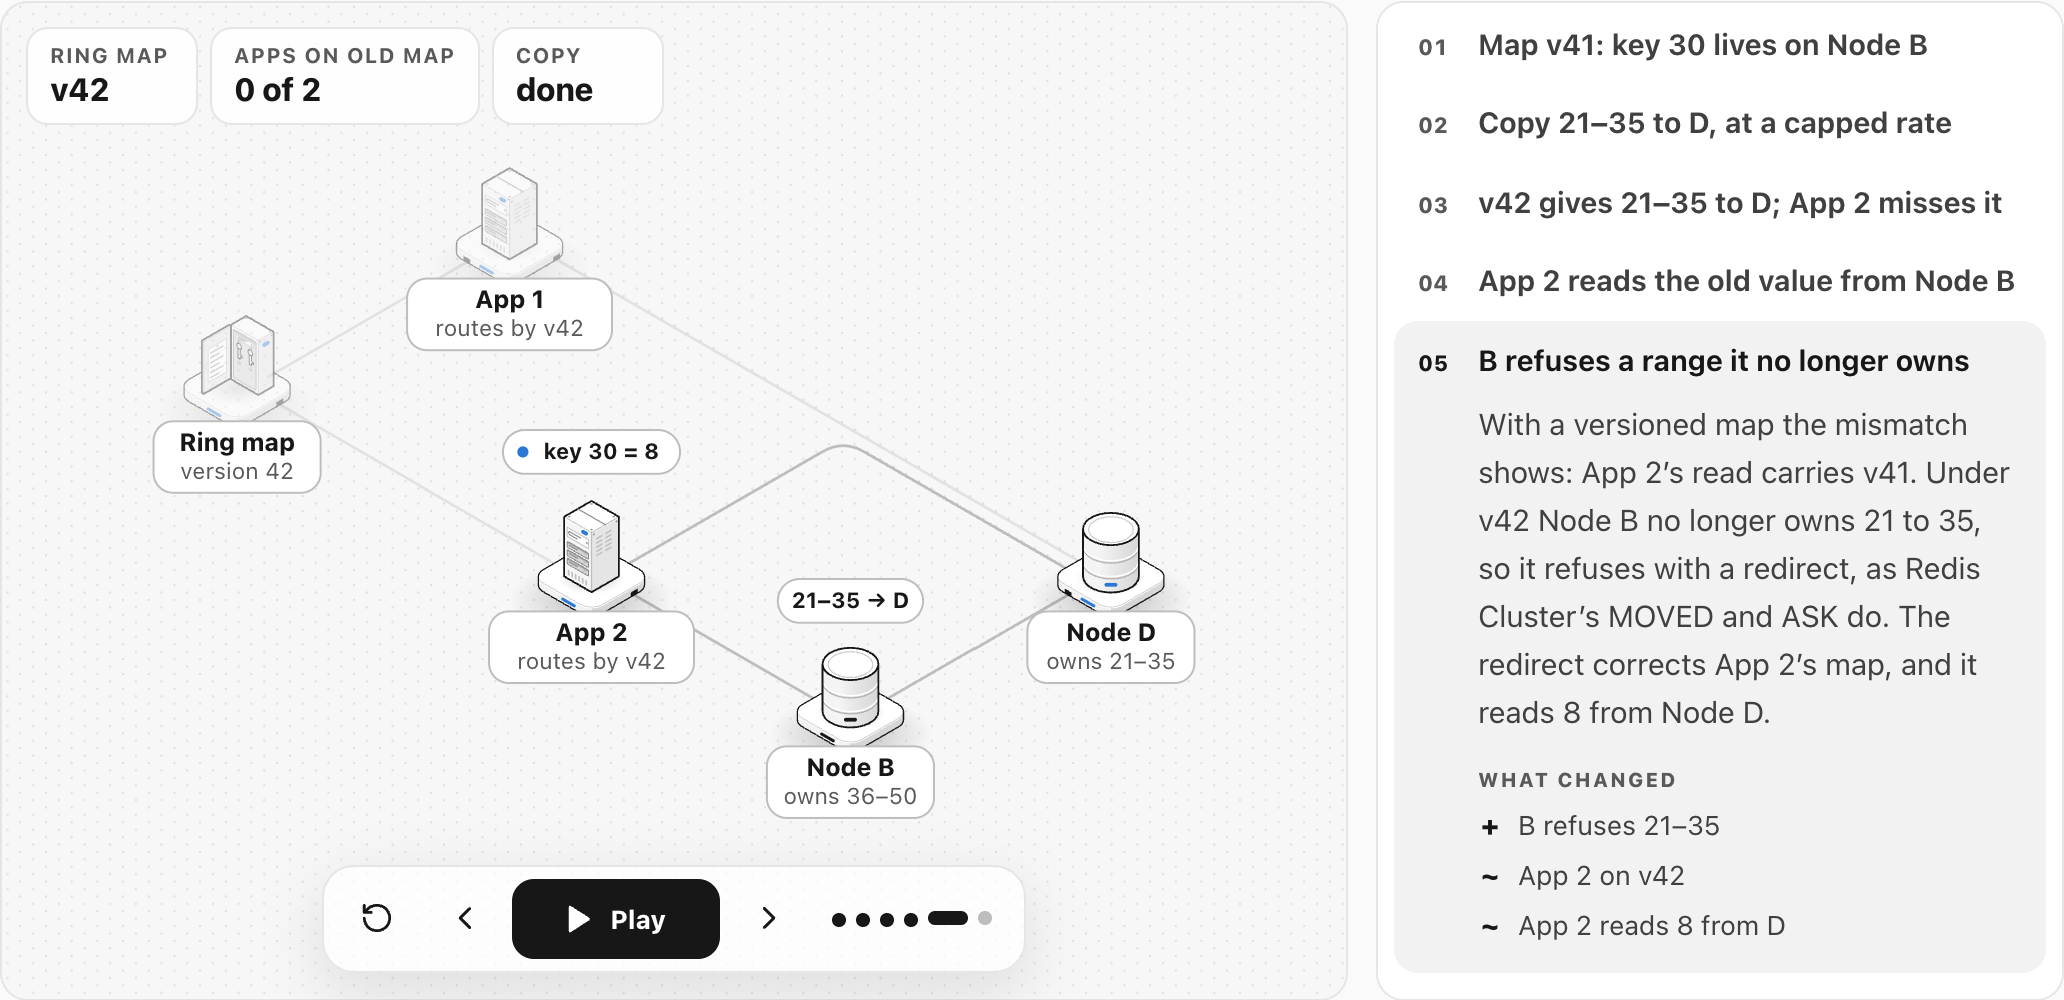 RING MAP
v42
APPS ON OLD MAP
0 of 2
COPY
done
App 1
routes by v42
Ring map
version 42
key 30 = 8
App 2
routes by v42
21–35 → D
Node B
owns 36–50
Node D
owns 21–35
Play
01 Map v41: key 30 lives on Node B
02 Copy 21–35 to D, at a capped rate
03 v42 gives 21–35 to D; App 2 misses it
04 App 2 reads the old value from Node B
05 B refuses a range it no longer owns
With a versioned map the mismatch
shows: App 2’s read carries v41. Under
v42 Node B no longer owns 21 to 35,
so it refuses with a redirect, as Redis
Cluster’s MOVED and ASK do. The
redirect corrects App 2’s map, and it
reads 8 from Node D.
WHAT CHANGED
+ B refuses 21–35
~ App 2 on v42
~ App 2 reads 8 from D